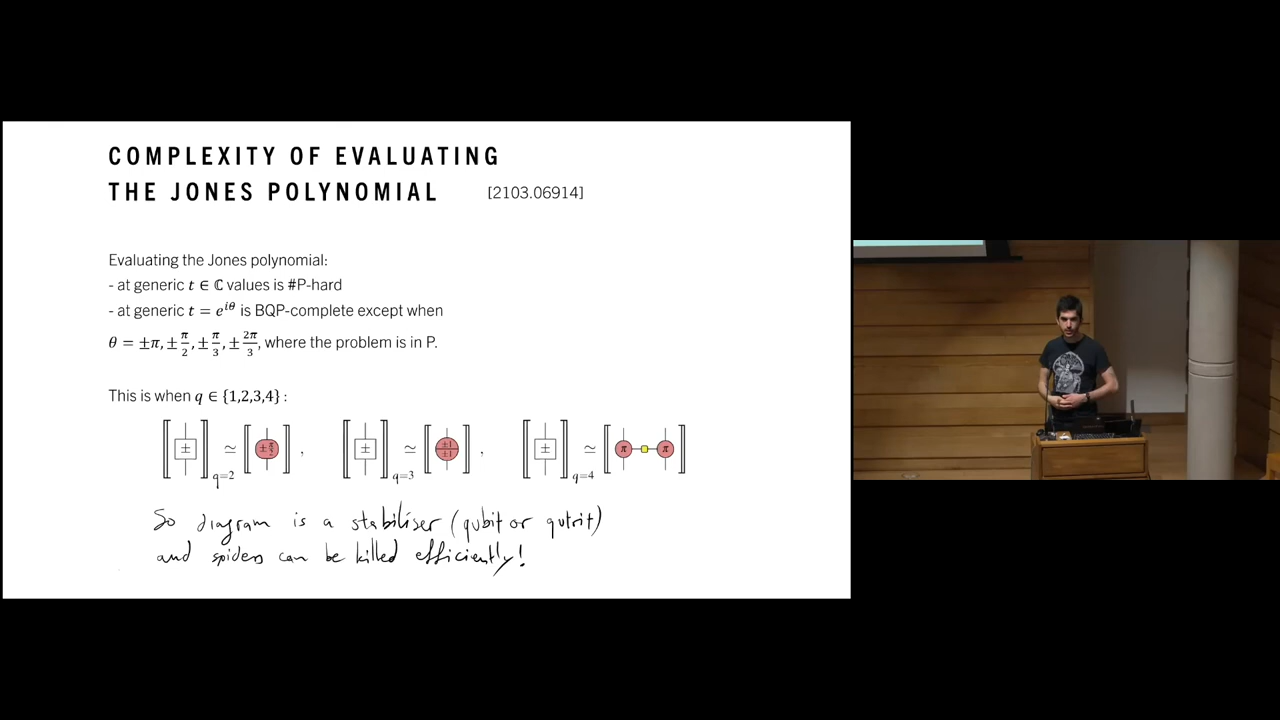 COMPLEXITY OF EVALUATING
THE JONES POLYNOMIAL [2103.06914]
Evaluating the Jones polynomial:
- at generic t ∈ ℂ values is #P-hard
- at generic t = e^{iθ} is BQP-complete except when
θ = ±π, ±π/2, ±π/3, ±2π/3, where the problem is in P.
This is when q ∈ {1,2,3,4} :
⟦±⟧q=2 ≃ ⟦±π/2⟧ , ⟦±⟧q=3 ≃ ⟦±1/±1⟧ , ⟦±⟧q=4 ≃ ⟦π π⟧
So diagram is a stabiliser (qubit or qutrit)
and spiders can be killed efficiently!